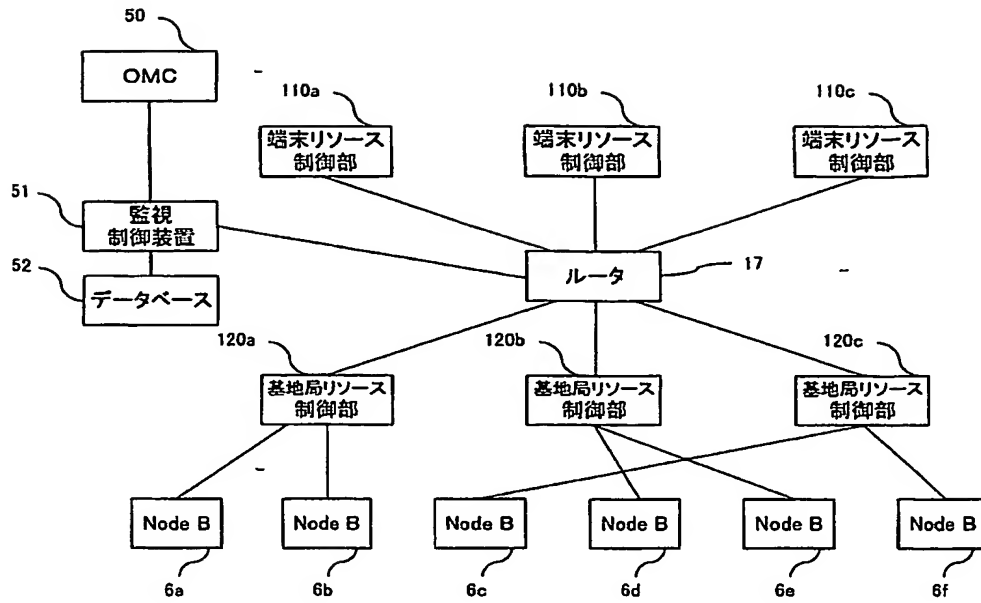 50
OMC
110a
110b
110c
端末リソース
制御部
端末リソース
制御部
端末リソース
制御部
51
監視
制御装置
52
データベース
ルータ
17
120a
120b
120c
基地局リソース
制御部
基地局リソース
制御部
基地局リソース
制御部
Node B
Node B
Node B
Node B
Node B
Node B
6a
6b
6c
6d
6e
6f